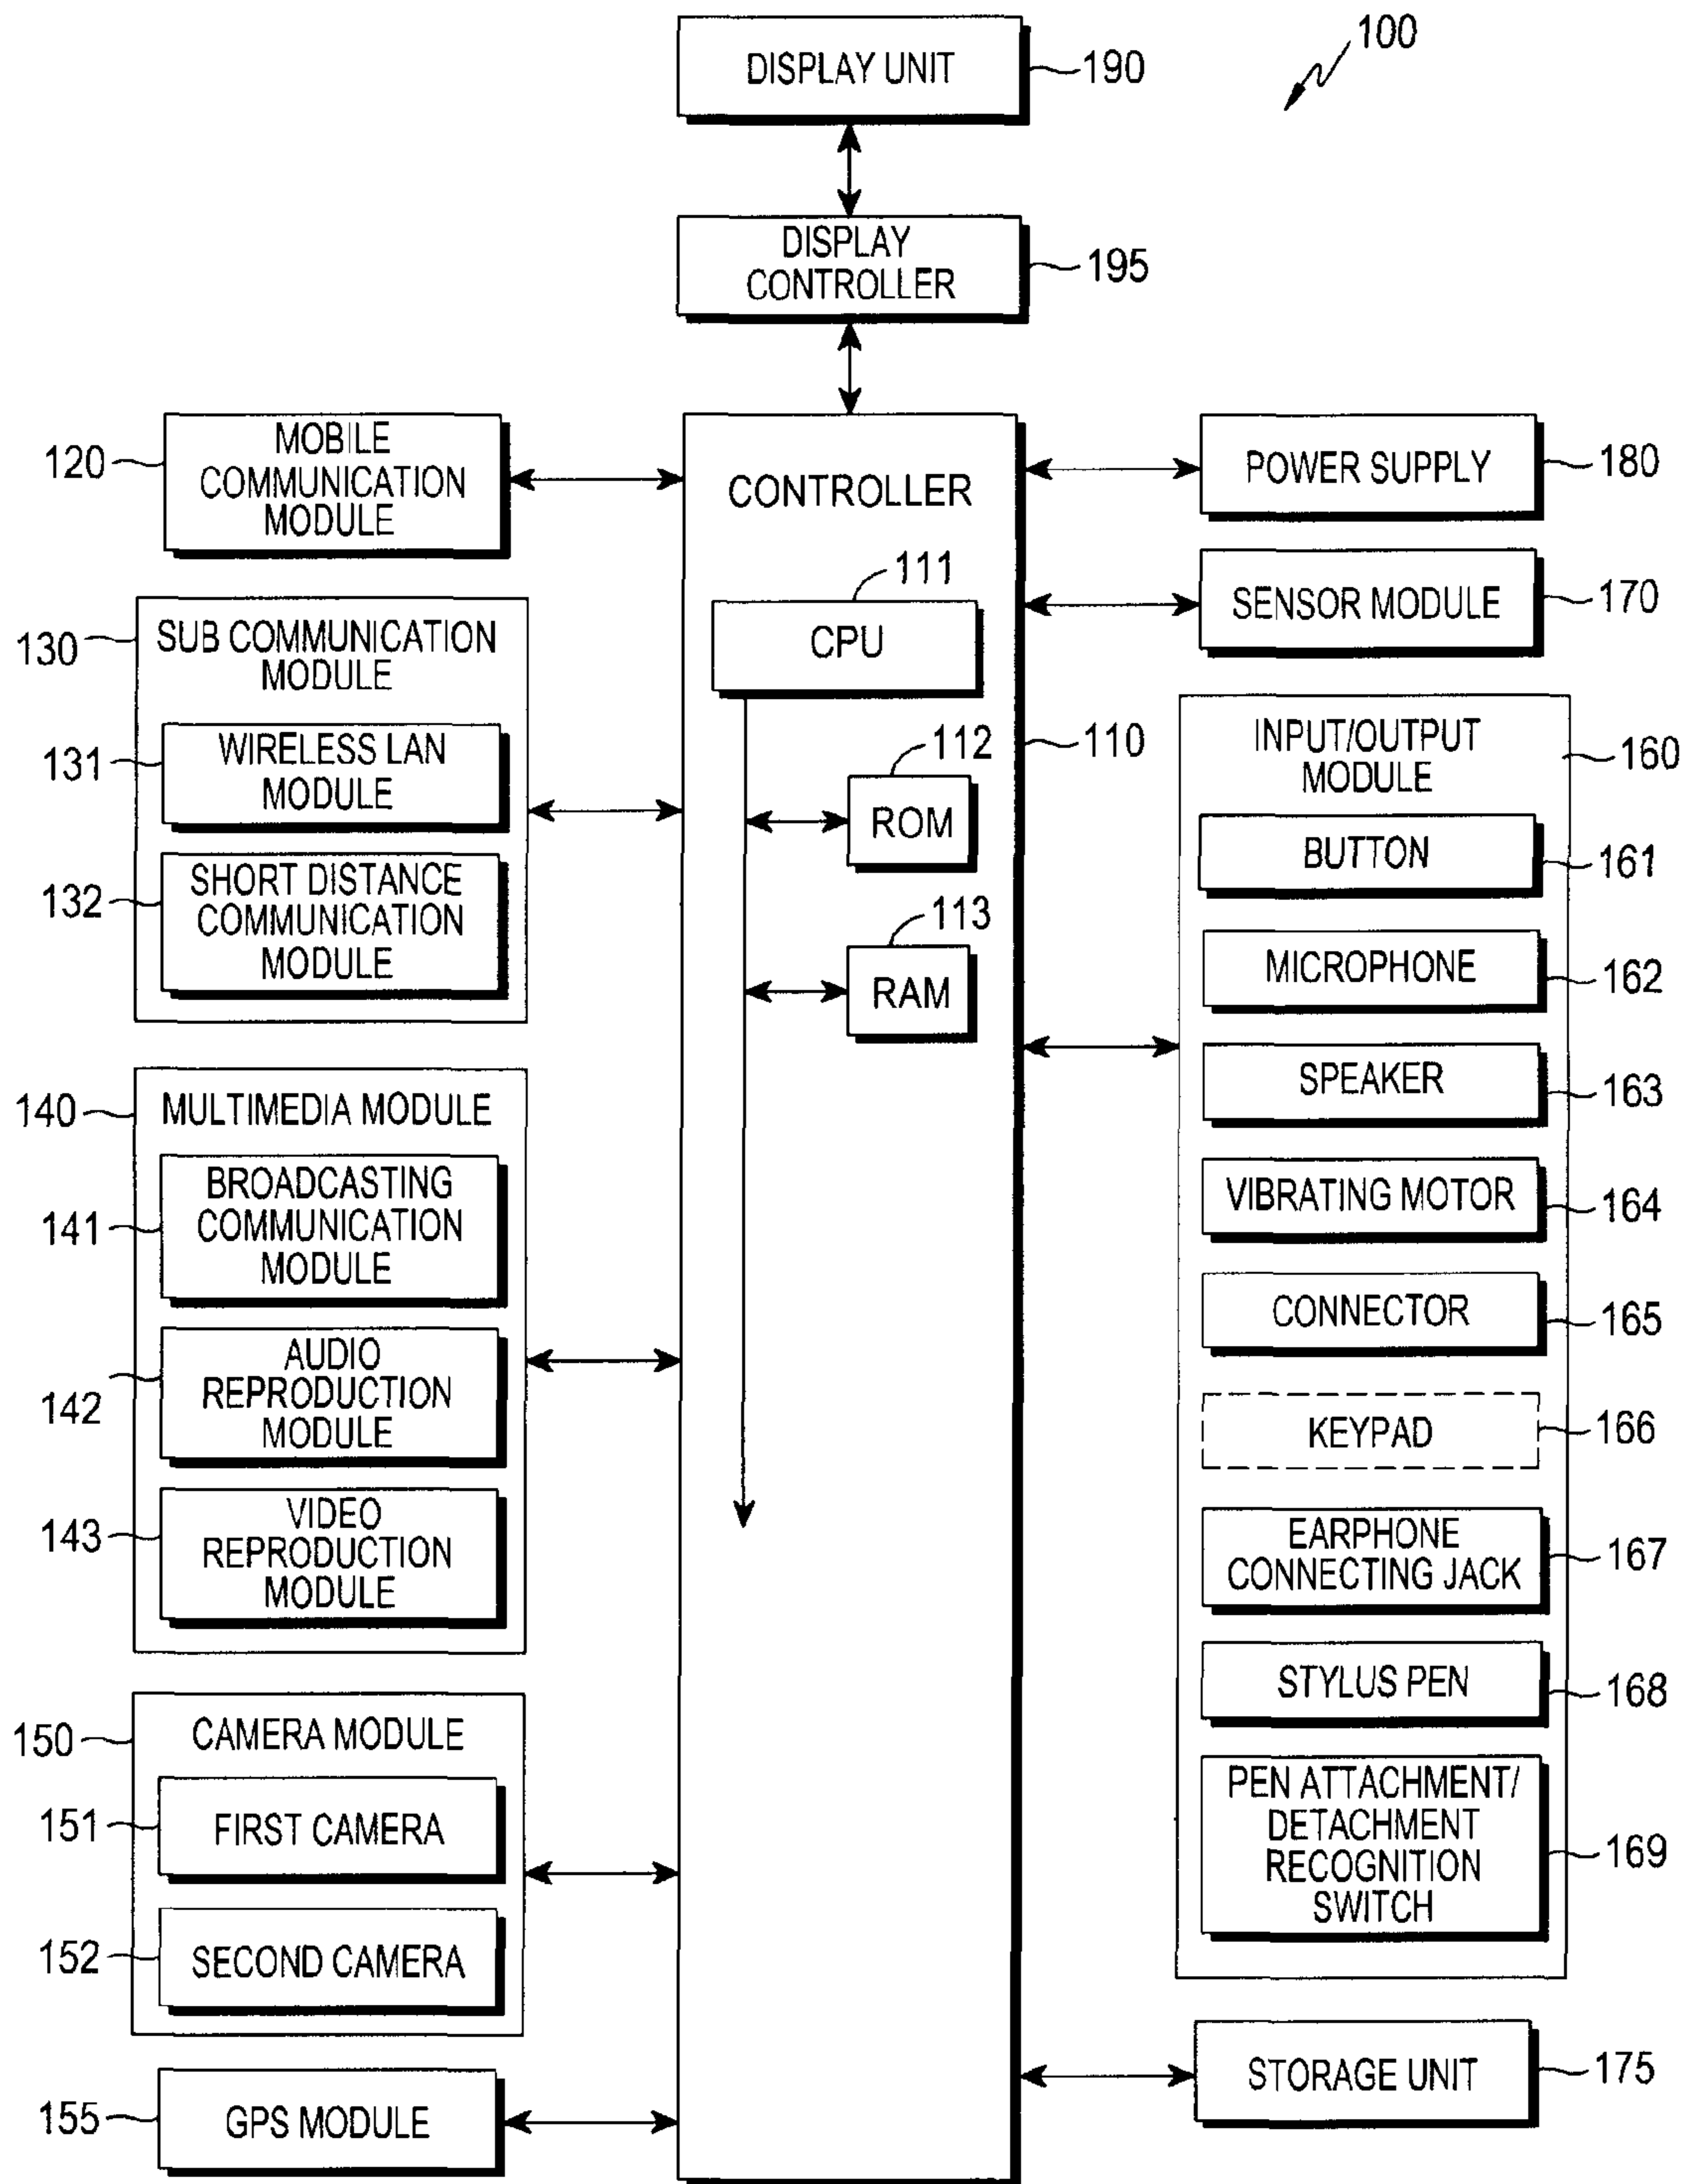 100
DISPLAY UNIT
190
DISPLAY
CONTROLLER
195
120
MOBILE
COMMUNICATION
MODULE
130
SUB COMMUNICATION
MODULE
131
WIRELESS LAN
MODULE
132
SHORT DISTANCE
COMMUNICATION
MODULE
140
MULTIMEDIA MODULE
141
BROADCASTING
COMMUNICATION
MODULE
142
AUDIO
REPRODUCTION
MODULE
143
VIDEO
REPRODUCTION
MODULE
150
CAMERA MODULE
151
FIRST CAMERA
152
SECOND CAMERA
155
GPS MODULE
CONTROLLER
110
111
CPU
112
ROM
113
RAM
POWER SUPPLY
180
SENSOR MODULE
170
INPUT/OUTPUT
MODULE
160
BUTTON
161
MICROPHONE
162
SPEAKER
163
VIBRATING MOTOR
164
CONNECTOR
165
KEYPAD
166
EARPHONE
CONNECTING JACK
167
STYLUS PEN
168
PEN ATTACHMENT/
DETACHMENT
RECOGNITION
SWITCH
169
STORAGE UNIT
175